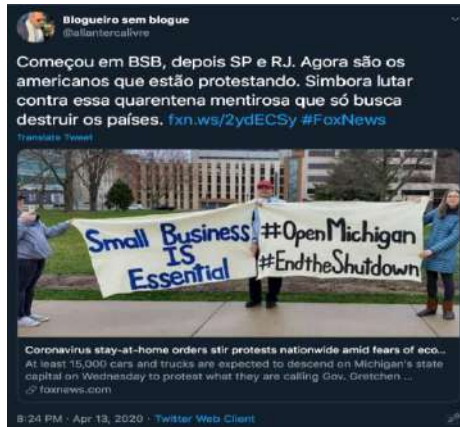 Blogueiro sem blogue
@aliantercalivre
Começou em BSB, depois SP e RJ. Agora são os
americanos que estão protestando. Simbora lutar
contra essa quarentena mentirosa que só busca
destruir os países. fxn.ws/2ydECSy #FoxNews
Translate Tweet
Small Business
IS
Essential
#OpenMichigan
#EndtheShutdown
Coronavirus stay-at-home orders stir protests nationwide amid fears of eco...
At least 15,000 cars and trucks are expected to descend on Michigan's state
capital on Wednesday to protest what they are calling Gov. Gretchen ...
foxnews.com
8:24 PM · Apr 13, 2020 · Twitter Web Client